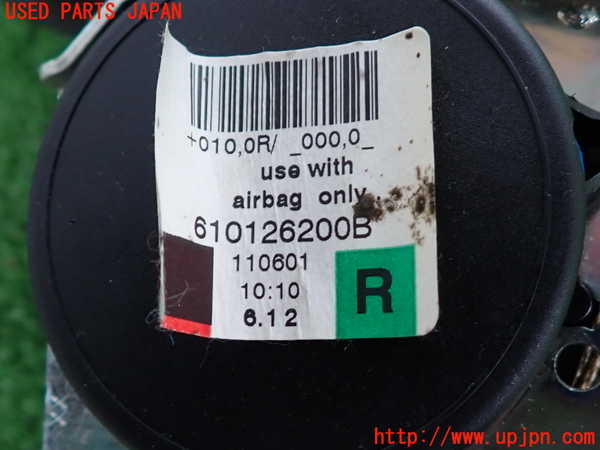 USED PARTS JAPAN
+010,0R/ _000,0_
use with
airbag only
610126200B
110601
10:10
6.12
R
http://www.upjpn.com/